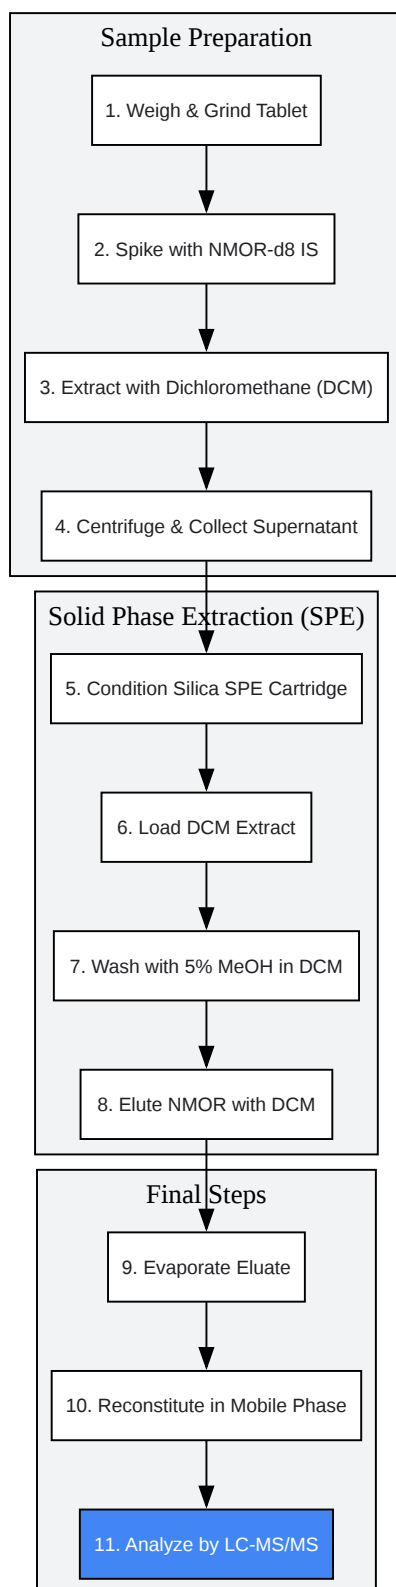 Sample Preparation
1. Weigh & Grind Tablet
2. Spike with NMOR-d8 IS
3. Extract with Dichloromethane (DCM)
4. Centrifuge & Collect Supernatant
Solid Phase Extraction (SPE)
5. Condition Silica SPE Cartridge
6. Load DCM Extract
7. Wash with 5% MeOH in DCM
8. Elute NMOR with DCM
Final Steps
9. Evaporate Eluate
10. Reconstitute in Mobile Phase
11. Analyze by LC-MS/MS